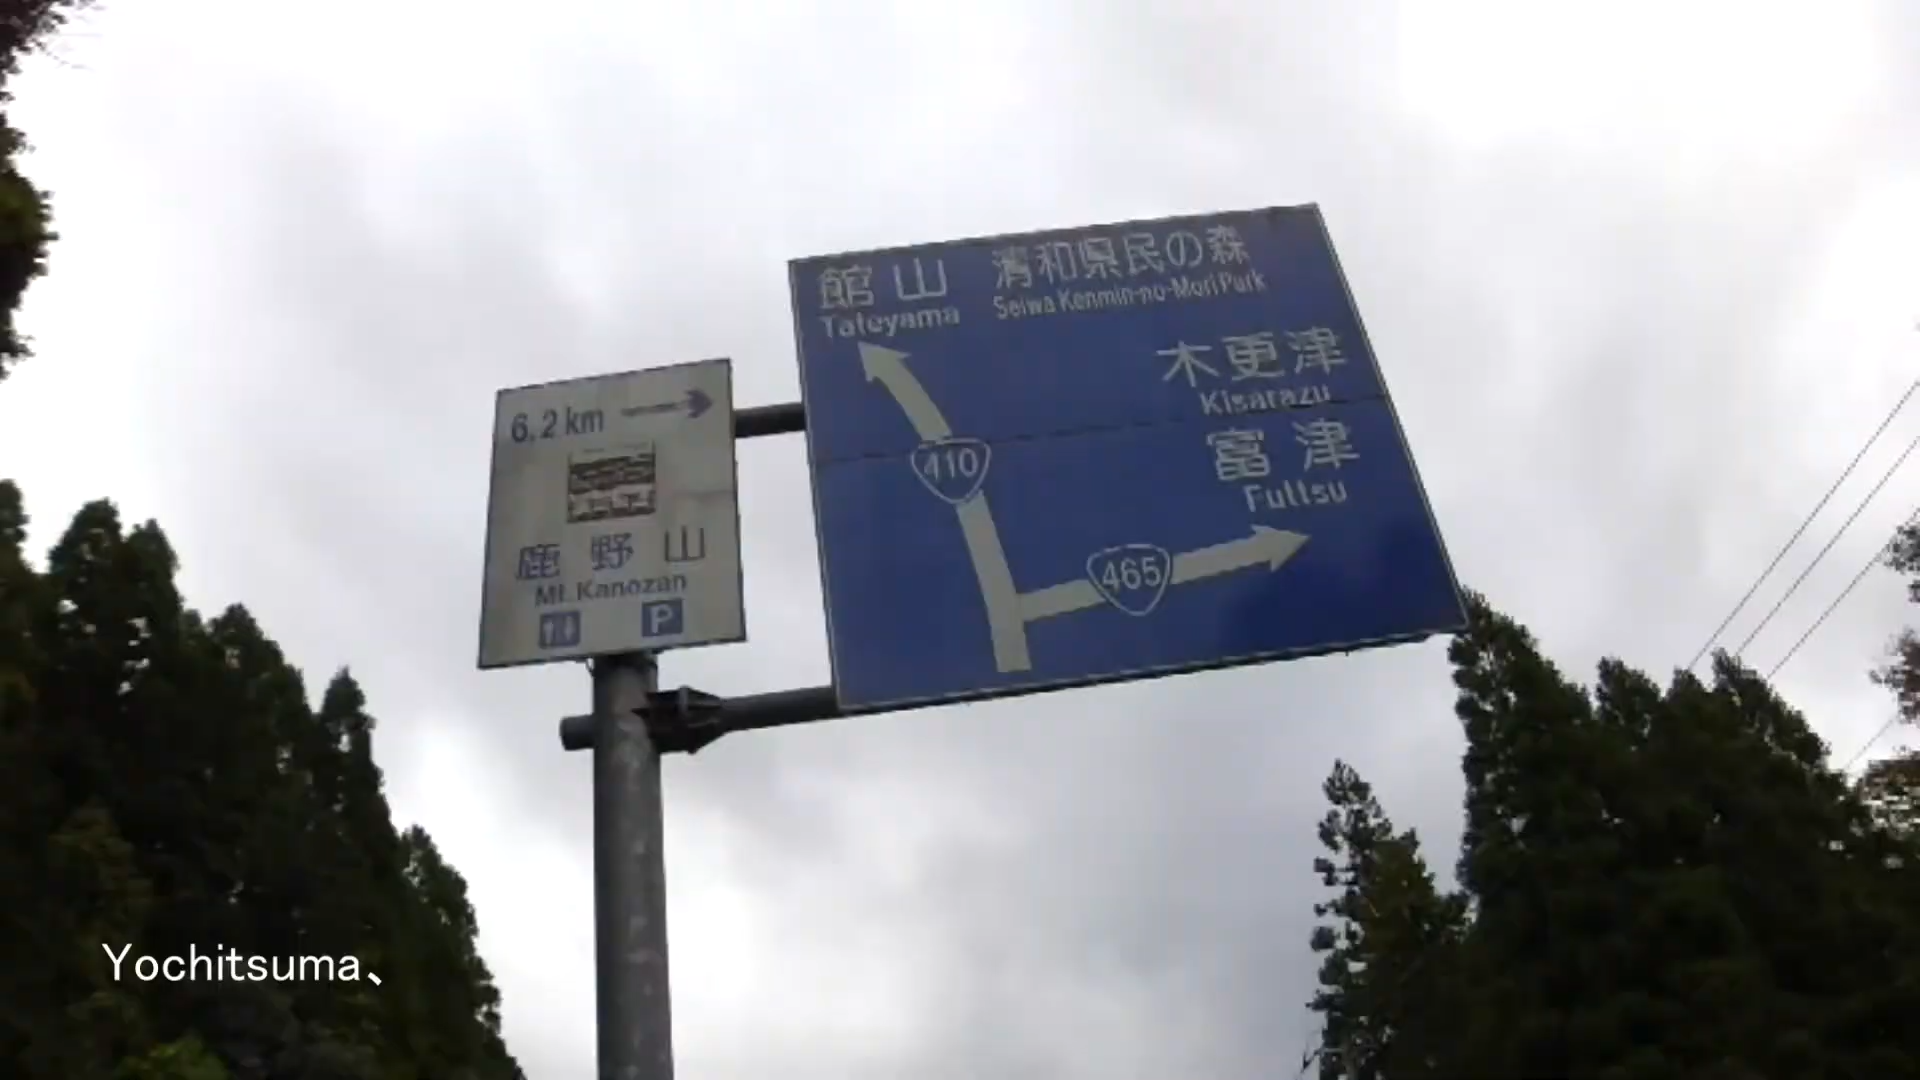 館山 清和県民の森
Tateyama Seiwa Kenmin-no-Mori Park
木更津
Kisarazu
富津
Futtsu
410
465
6.2 km
鹿野山
Mt. Kanozan
P
Yochitsuma、